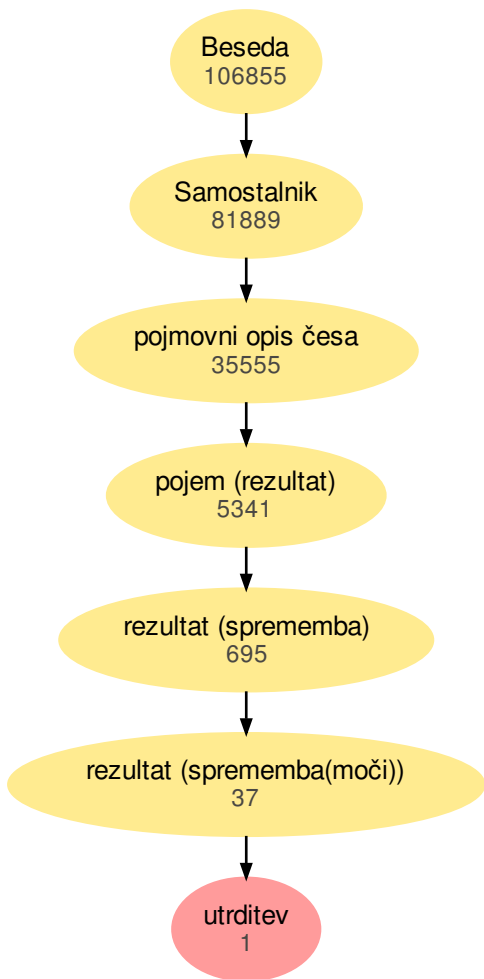 Beseda
106855
Samostalnik
81889
pojmovni opis česa
35555
pojem (rezultat)
5341
rezultat (sprememba)
695
rezultat (sprememba(moči))
37
utrditev
1